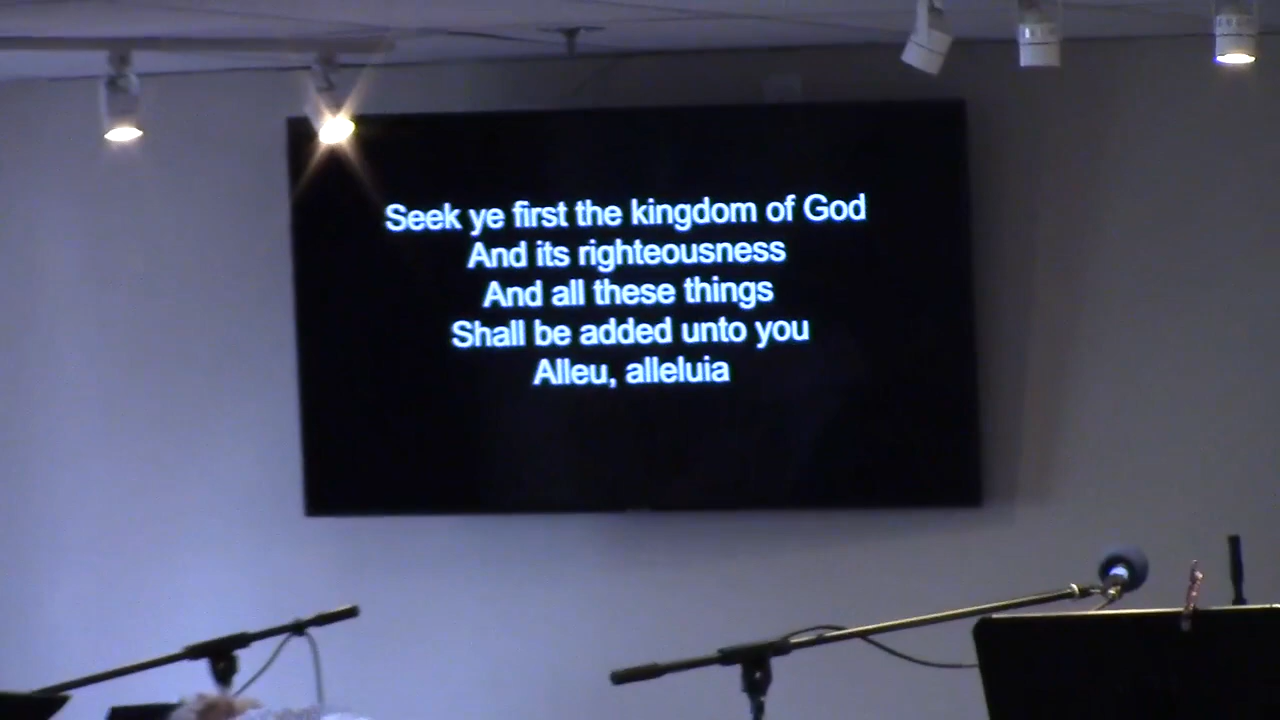 Seek ye first the kingdom of God
And its righteousness
And all these things
Shall be added unto you
Alleu, alleluia